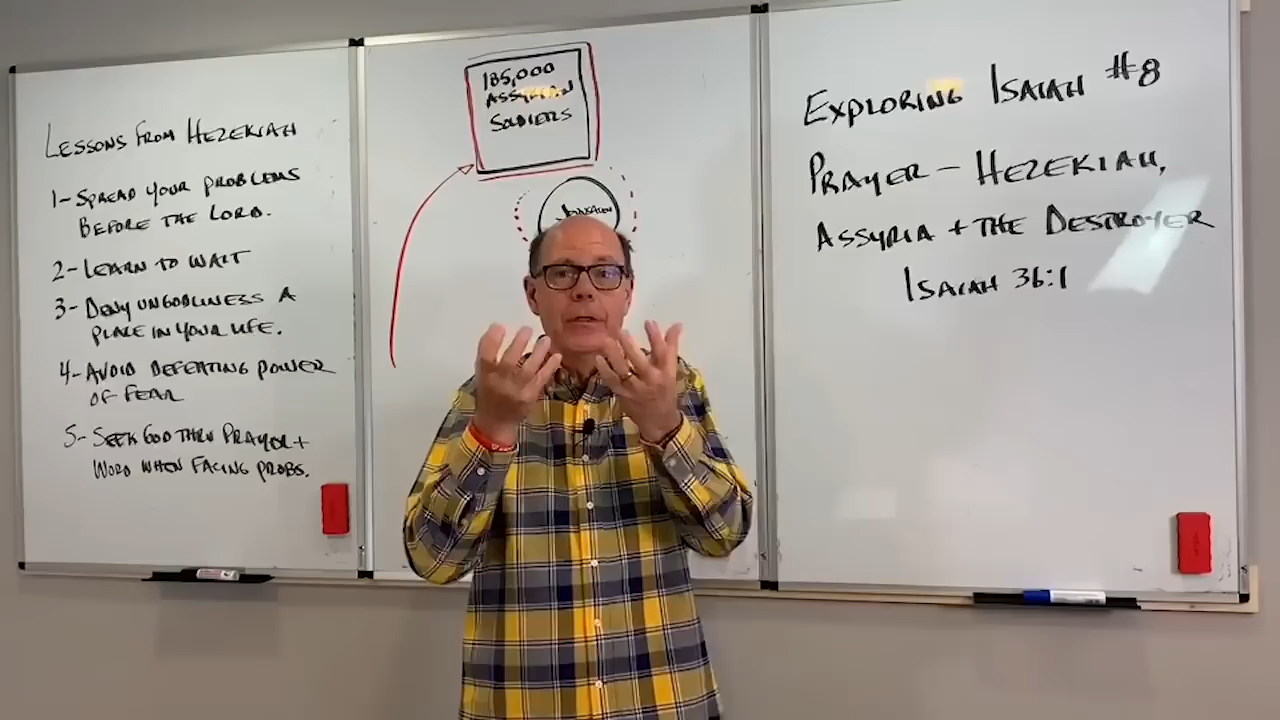 LESSONS FROM HEZEKIAH
1- SPREAD YOUR PROBLEMS
BEFORE THE LORD.
2- LEARN TO WAIT
3- DENY UNGODLINESS A
PLACE IN YOUR LIFE.
4- AVOID DEFEATING POWER
OF FEAR
5- SEEK GOD THRU PRAYER +
WORD WHEN FACING PROBS.
185,000
ASSYRIAN
SOLDIERS
JERUSALEM
EXPLORING ISAIAH #8
PRAYER - HEZEKIAH,
ASSYRIA + THE DESTROYER
ISAIAH 36:1